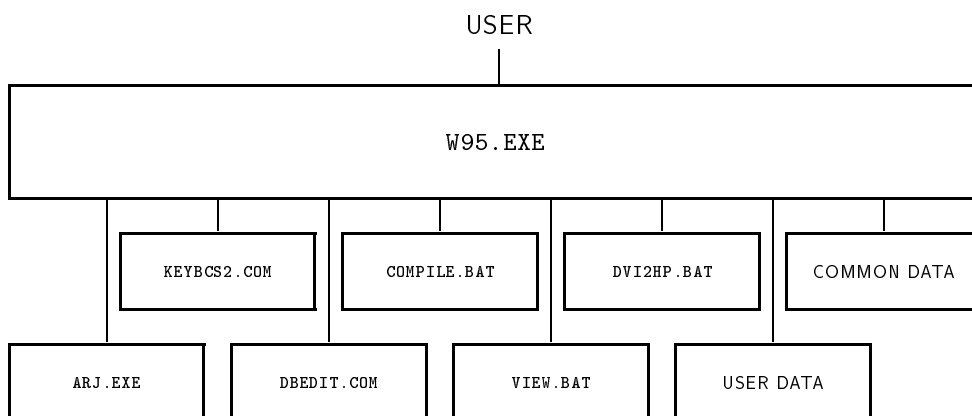 USER
W95.EXE
KEYBCS2.COM COMPILE.BAT DVI2HP.BAT COMMON DATA
ARJ.EXE DBEDIT.COM VIEW.BAT USER DATA